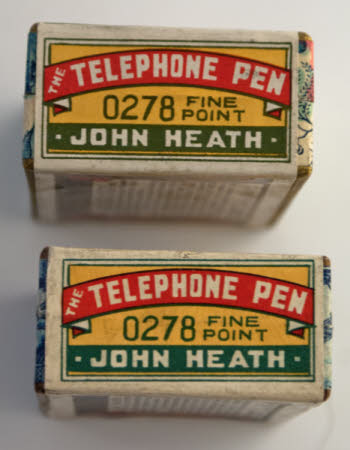 THE TELEPHONE PEN
0278 FINE POINT
· JOHN HEATH ·
THE TELEPHONE PEN
0278 FINE POINT
· JOHN HEATH ·